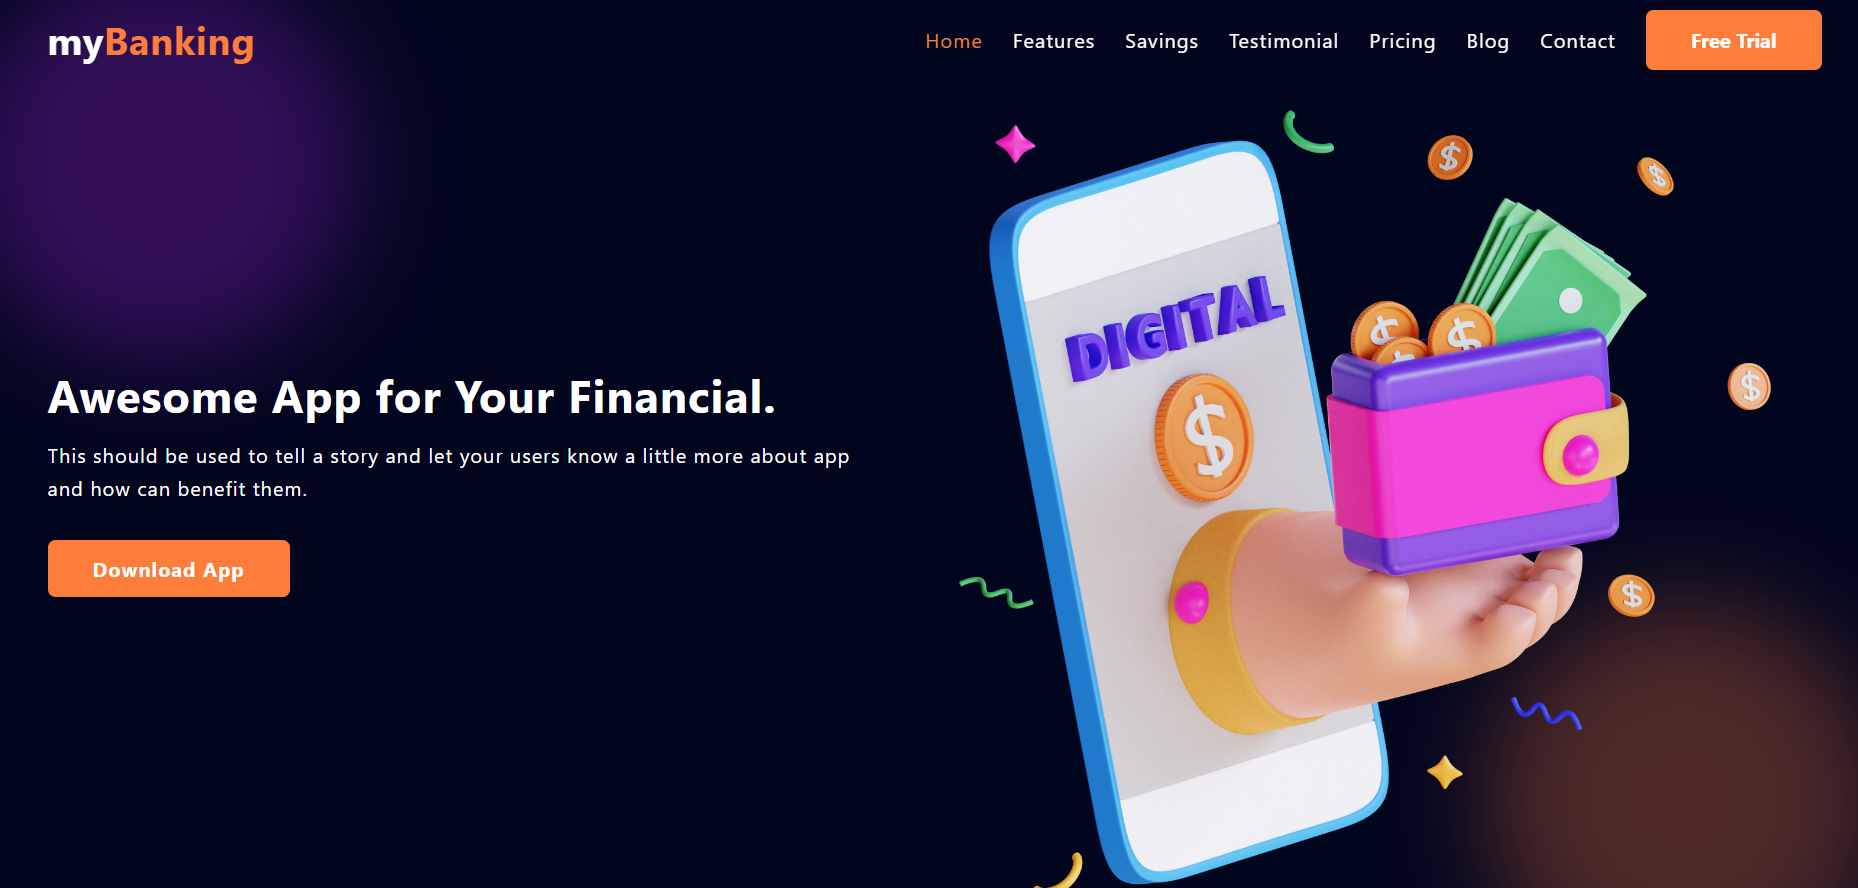 myBanking
Home Features Savings Testimonial Pricing Blog Contact Free Trial
DIGITAL
$
$
$
$
$
$
$
$
Awesome App for Your Financial.
This should be used to tell a story and let your users know a little more about app
and how can benefit them.
Download App